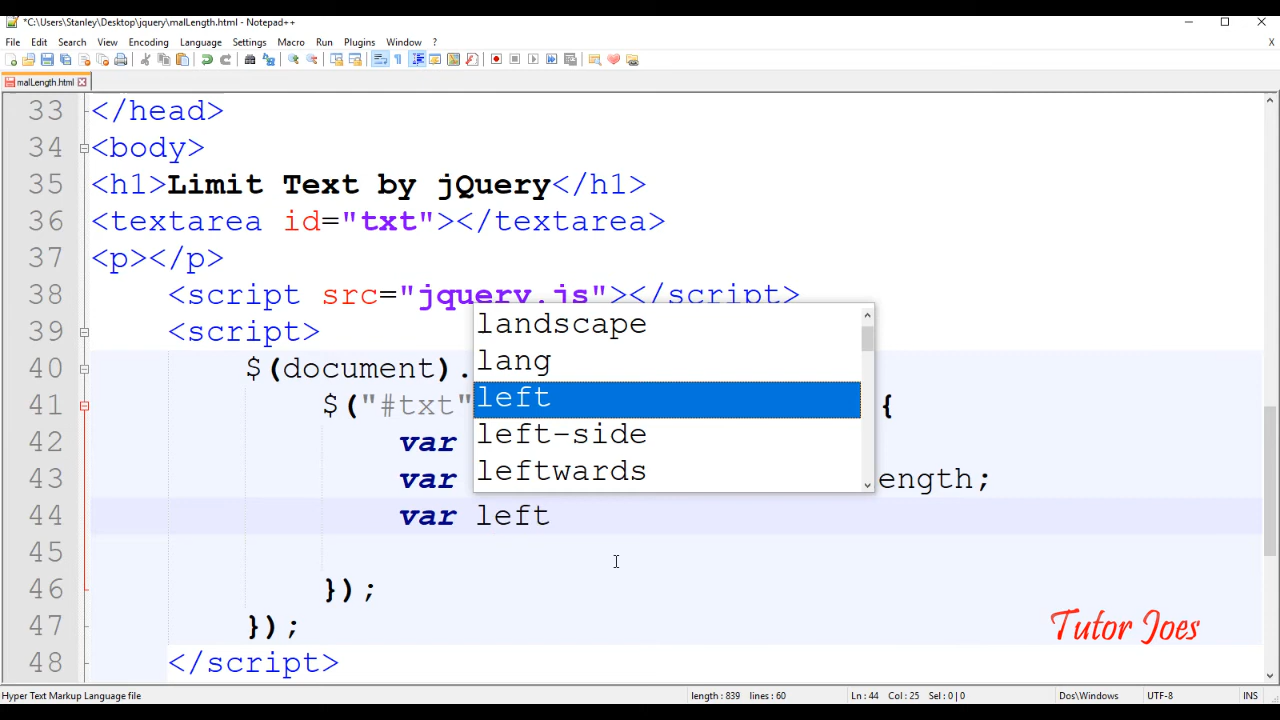 *C:\Users\Stanley\Desktop\jquery\malLength.html - Notepad++
File Edit Search View Encoding Language Settings Macro Run Plugins Window ? X
malLength.html
33 </head>
34 <body>
35 <h1>Limit Text by jQuery</h1>
36 <textarea id="txt"></textarea>
37 <p></p>
38 <script src="jquery.js"></script>
39 <script>
40 $(document).
41 $("#txt" {
42 var
43 var ength;
44 var left
45
46 });
47 });
48 </script>
landscape
lang
left
left-side
leftwards
Tutor Joes
Hyper Text Markup Language file length : 839 lines : 60 Ln : 44 Col : 25 Sel : 0 | 0 Dos\Windows UTF-8 INS